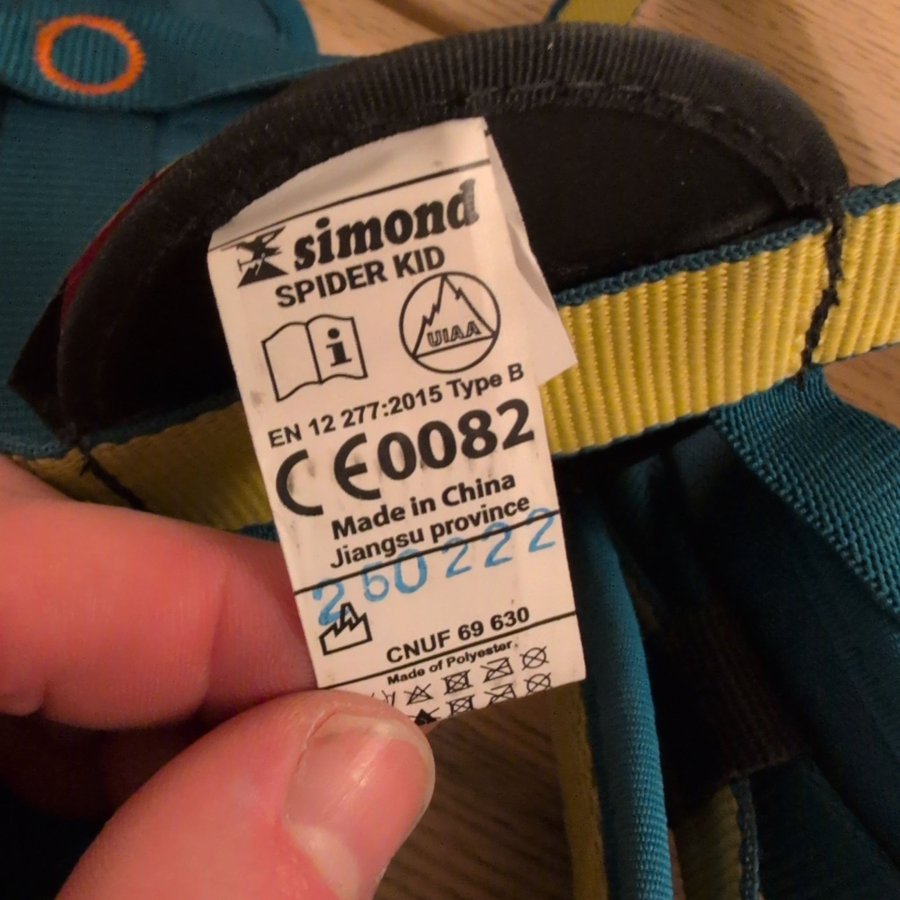 simond
SPIDER KID
i
UIAA
EN 12 277:2015 Type B
CE0082
Made in China
Jiangsu province
260222
CNUF 69 630
Made of Polyester